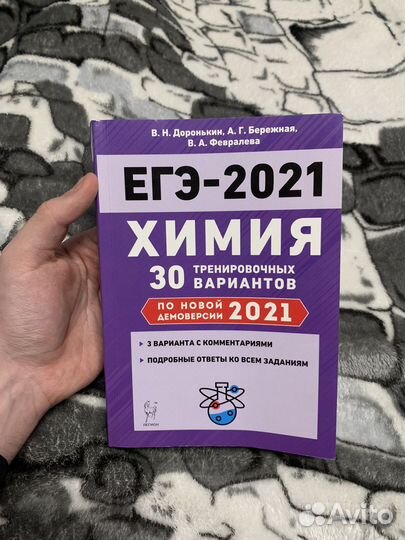 В. Н. Доронькин, А. Г. Бережная,
В. А. Февралева
ЕГЭ-2021
ХИМИЯ
30 ТРЕНИРОВОЧНЫХ
ВАРИАНТОВ
ПО НОВОЙ
ДЕМОВЕРСИИ 2021
3 ВАРИАНТА С КОММЕНТАРИЯМИ
ПОДРОБНЫЕ ОТВЕТЫ КО ВСЕМ ЗАДАНИЯМ
ЛЕГИОН
Avito